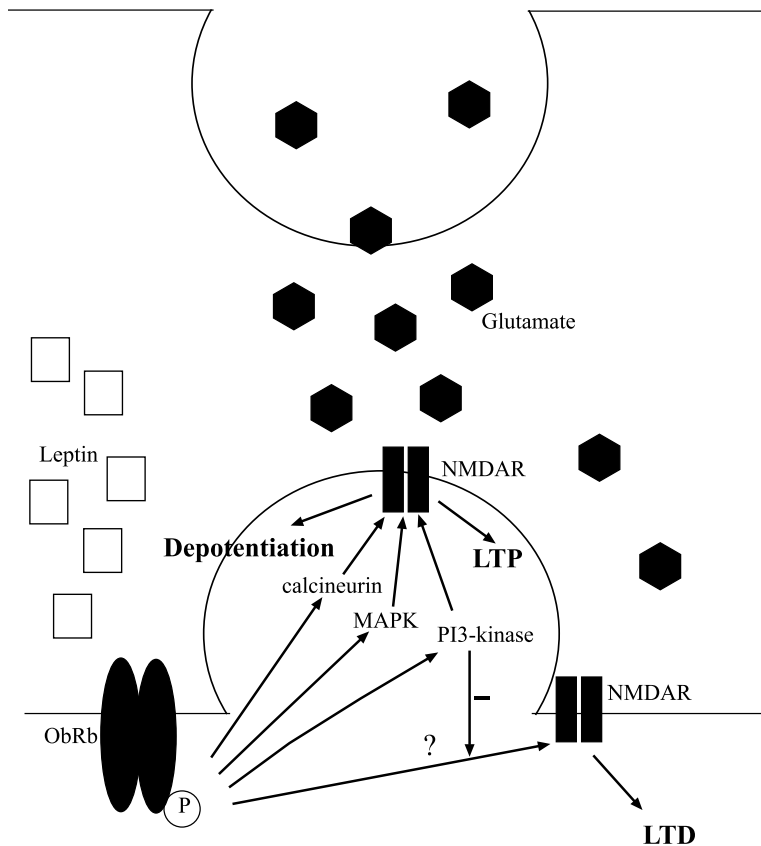 Glutamate
Leptin
NMDAR
Depotentiation
LTP
calcineurin
MAPK
PI3-kinase
–
NMDAR
ObRb
?
P
LTD